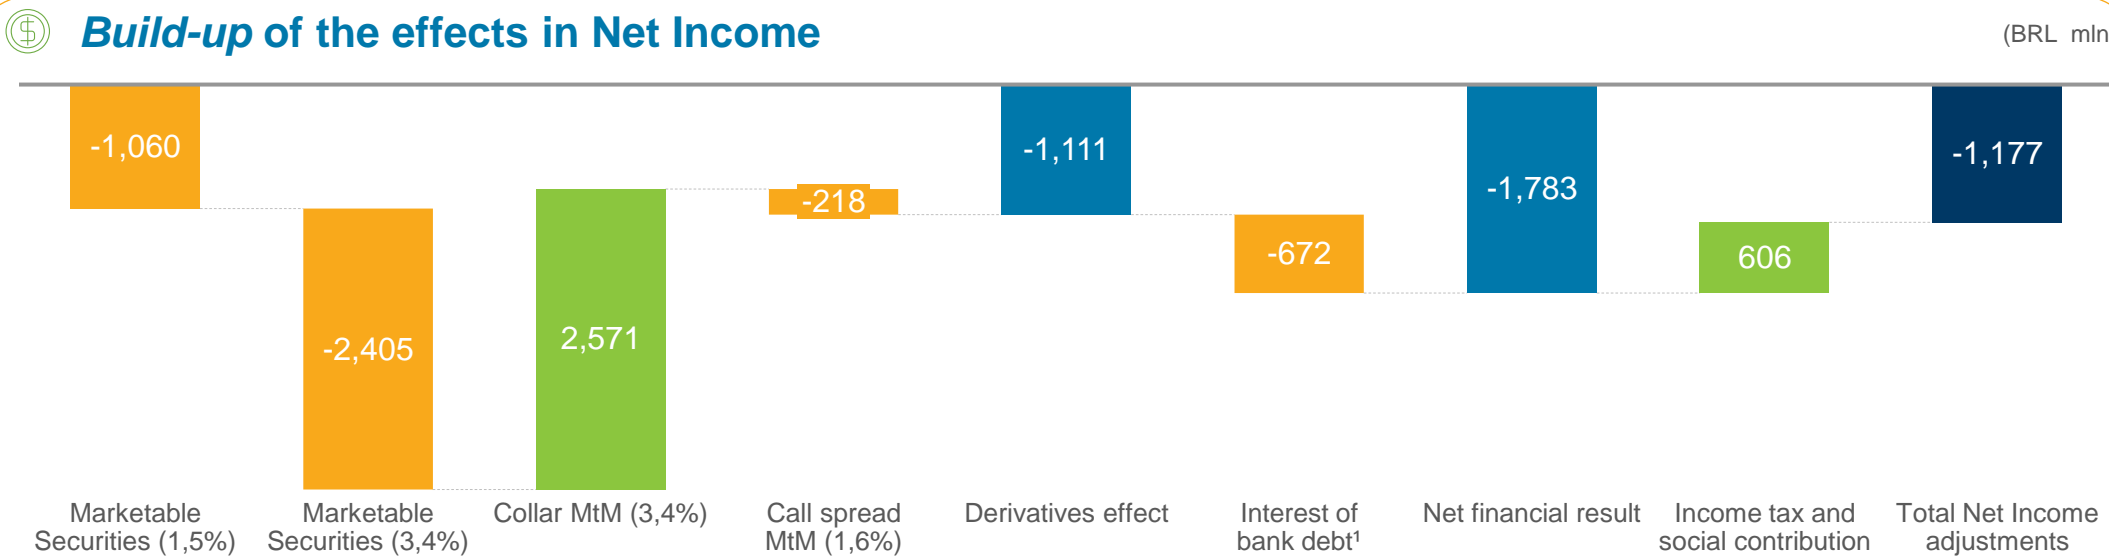 Build-up of the effects in Net Income
(BRL mln
-1,060
-2,405
2,571
-218
-1,111
-672
-1,783
606
-1,177
Marketable
Securities (1,5%)
Marketable
Securities (3,4%)
Collar MtM (3,4%)
Call spread
MtM (1,6%)
Derivatives effect
Interest of
bank debt¹
Net financial result
Income tax and
social contribution
Total Net Income
adjustments